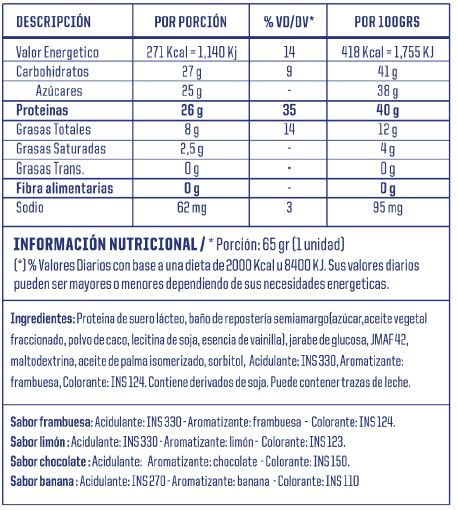 DESCRIPCIÓN POR PORCIÓN % VD/DV* POR 100GRS
Valor Energetico 271 Kcal = 1,140 Kj 14 418 Kcal = 1,755 KJ
Carbohidratos 27 g 9 41 g
Azúcares 25 g - 38 g
Proteinas 26 g 35 40 g
Grasas Totales 8 g 14 12 g
Grasas Saturadas 2,5 g - 4 g
Grasas Trans. 0 g - 0 g
Fibra alimentarias 0 g - 0 g
Sodio 62 mg 3 95 mg
INFORMACIÓN NUTRICIONAL / * Porción: 65 gr (1 unidad)
(*) % Valores Diarios con base a una dieta de 2000 Kcal u 8400 KJ. Sus valores diarios
pueden ser mayores o menores dependiendo de sus necesidades energeticas.
Ingredientes: Proteina de suero lácteo, baño de repostería semiamargo(azúcar,aceite vegetal
fraccionado, polvo de caco, lecitina de soja, esencia de vainilla), jarabe de glucosa, JMAF 42,
maltodextrina, aceite de palma isomerizado, sorbitol, Acidulante: INS 330, Aromatizante:
frambuesa, Colorante: INS 124. Contiene derivados de soja. Puede contener trazas de leche.
Sabor frambuesa: Acidulante: INS 330 - Aromatizante: frambuesa - Colorante: INS 124.
Sabor limón : Acidulante: INS 330 - Aromatizante: limón - Colorante: INS 123.
Sabor chocolate : Acidulante: Aromatizante: chocolate - Colorante: INS 150.
Sabor banana : Acidulante: INS 270 - Aromatizante: banana - Colorante: INS 110